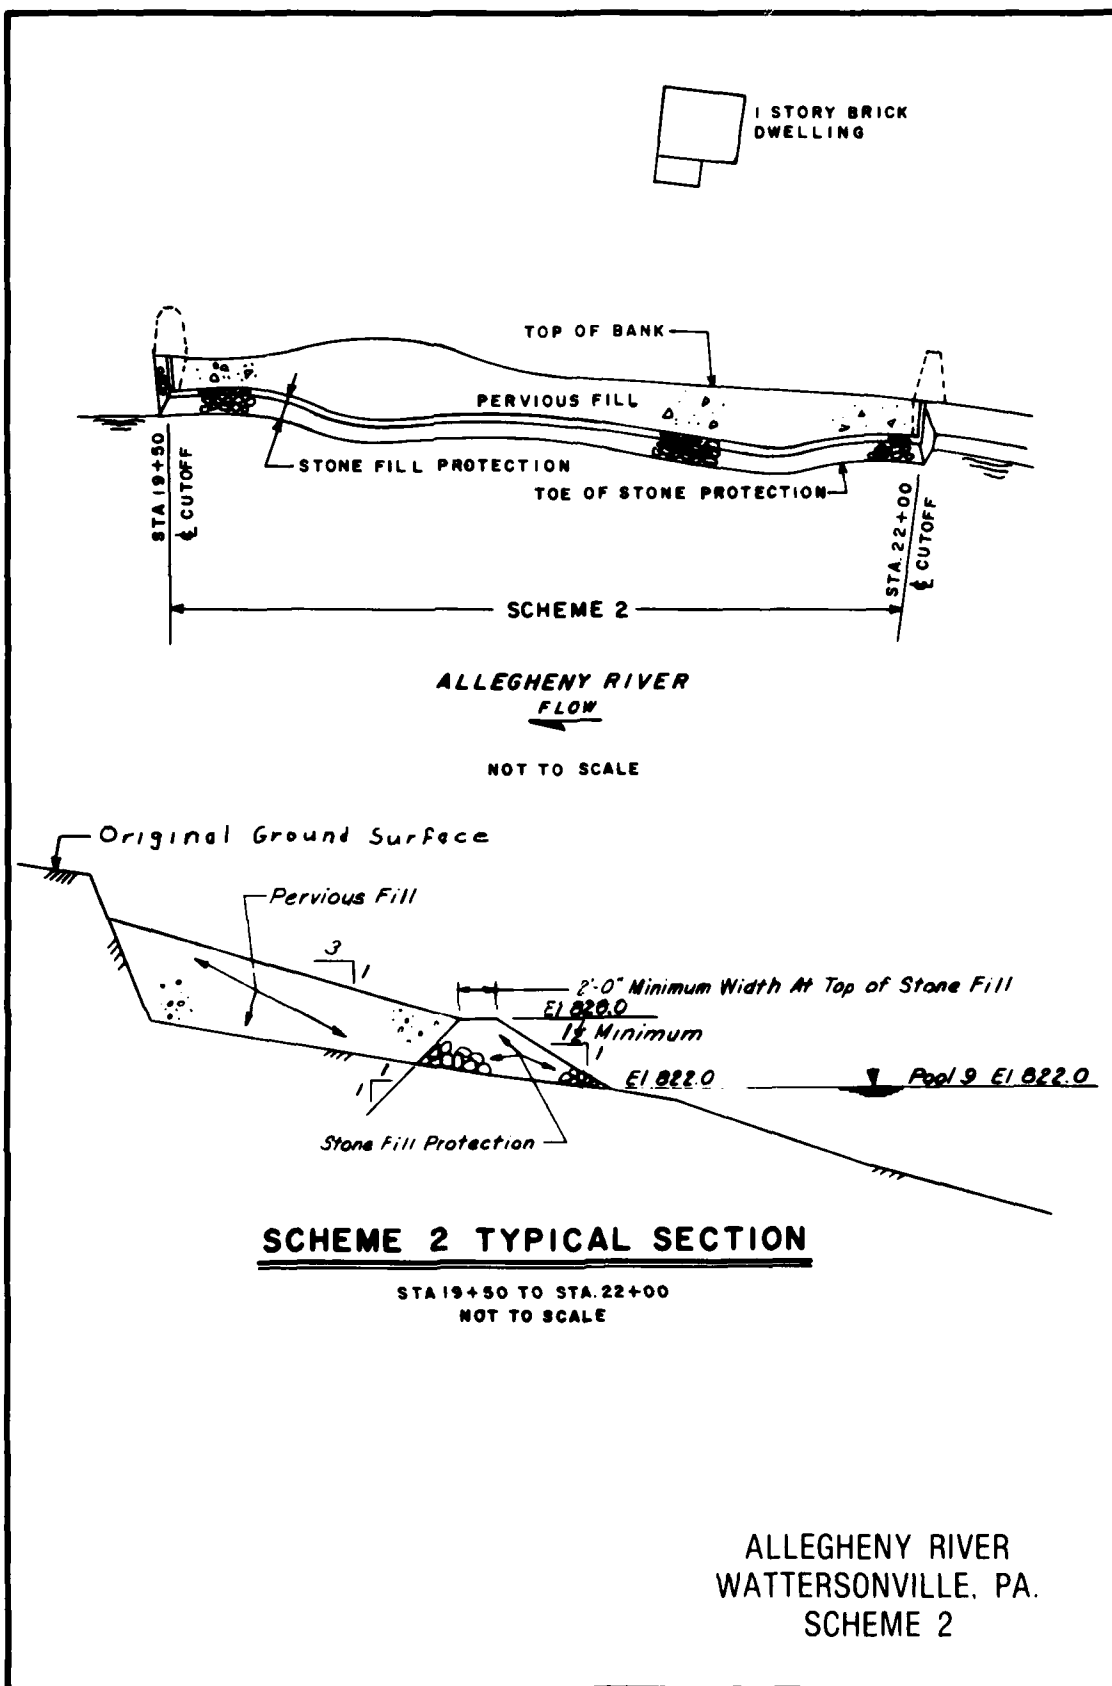 1 STORY BRICK
DWELLING
TOP OF BANK
PERVIOUS FILL
STONE FILL PROTECTION
TOE OF STONE PROTECTION
STA 19+50
℄ CUTOFF
STA. 22+00
℄ CUTOFF
SCHEME 2
ALLEGHENY RIVER
FLOW
NOT TO SCALE
Original Ground Surface
Pervious Fill
3
1
2'-0" Minimum Width At Top of Stone Fill
El 826.0
1½ Minimum
1
El 822.0
Pool 9 El 822.0
1
1
Stone Fill Protection
SCHEME 2 TYPICAL SECTION
STA 19+50 TO STA. 22+00
NOT TO SCALE
ALLEGHENY RIVER
WATTERSONVILLE, PA.
SCHEME 2